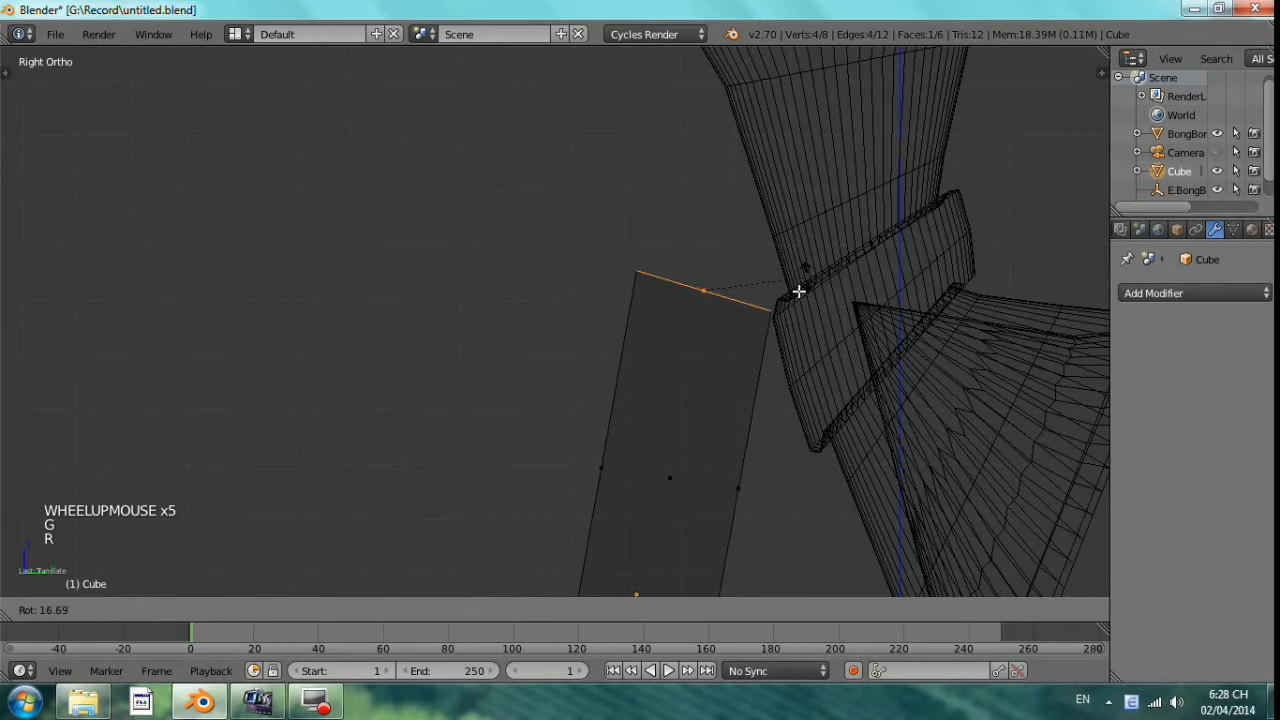 Blender* [G:\Record\untitled.blend]
File Render Window Help Default Scene Cycles Render v2.70 | Verts:4/8 | Edges:4/12 | Faces:1/6 | Tris:12 | Mem:18.39M (0.11M) | Cube
Right Ortho
View Search All S
Scene
RenderL
World
BongBor
Camera
Cube
E.BongB
Cube
Add Modifier
WHEELUPMOUSE x5
G
R
Last: Translate
(1) Cube
Rot: 16.69
-40 -20 0 20 40 60 80 100 120 140 160 180 200 220 240 260 280
View Marker Frame Playback Start: 1 End: 250 1 No Sync
EN 6:28 CH
02/04/2014